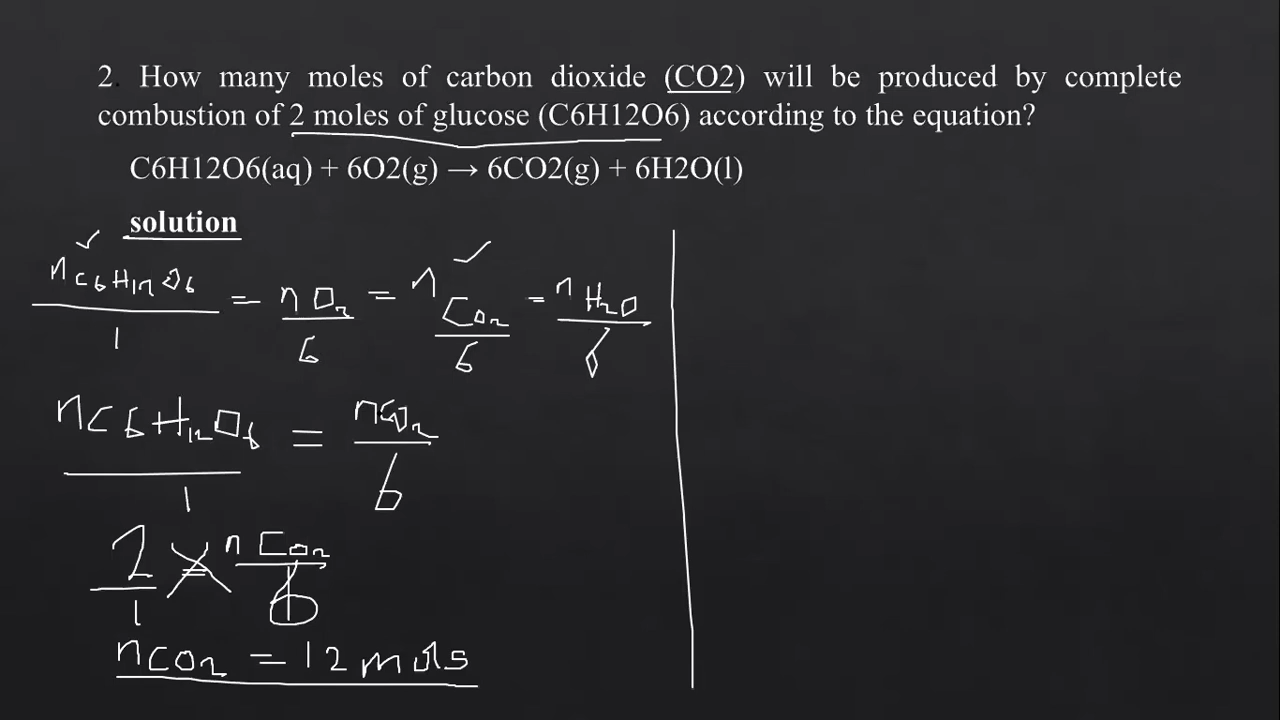 2. How many moles of carbon dioxide (CO2) will be produced by complete
combustion of 2 moles of glucose (C6H12O6) according to the equation?
C6H12O6(aq) + 6O2(g) → 6CO2(g) + 6H2O(l)
solution
nC6H12O6/1 = nO2/6 = nCO2/6 = nH2O/6
nC6H12O6/1 = nCO2/6
2/1 = nCO2/6
nCO2 = 12 mols